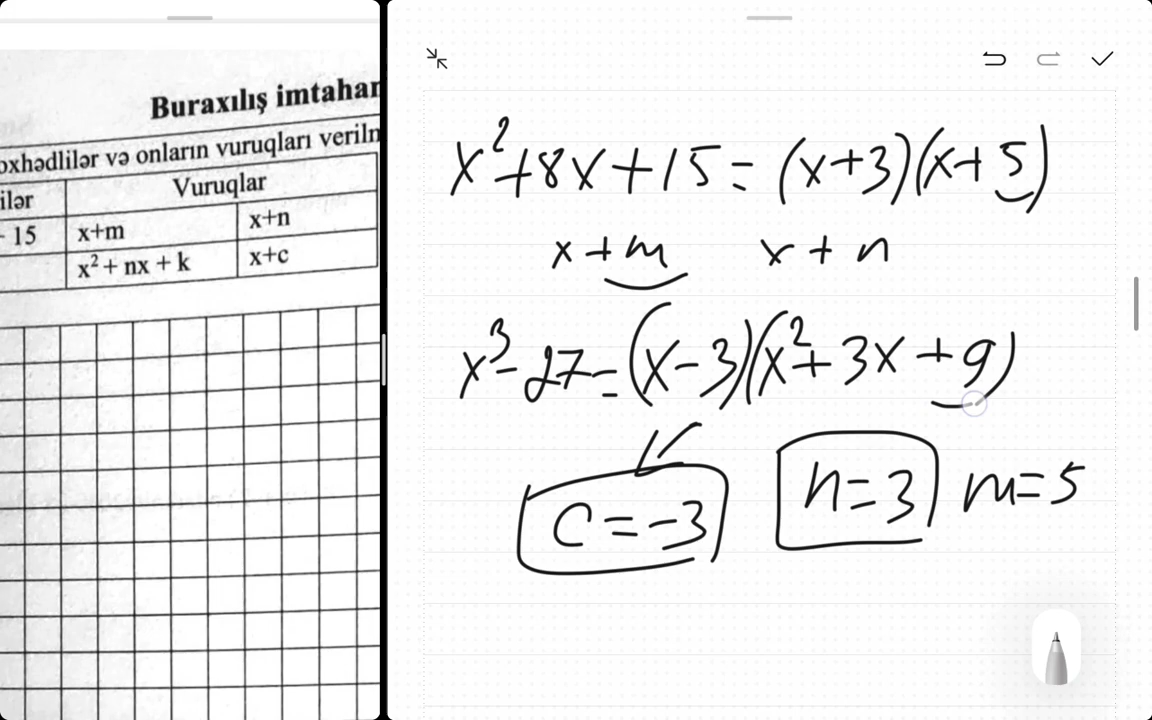 Buraxılış imtahan
oxhədlilər və onların vuruqları veriln
ilər Vuruqlar
- 15 x+m x+n
x² + nx + k x+c
x²+8x+15=(x+3)(x+5)
x+m x+n
x³-27=(x-3)(x²+3x+9)
k
c=-3 n=3 m=5